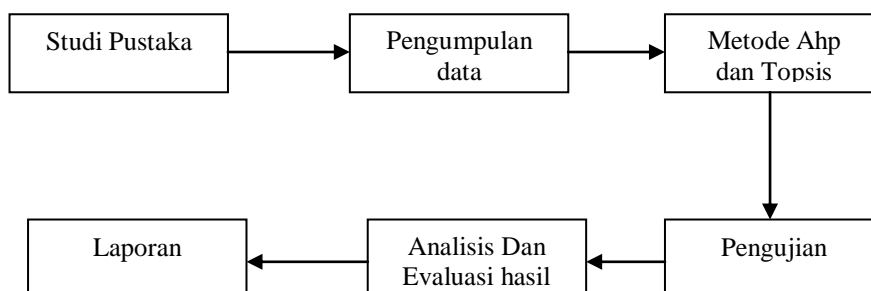 Studi Pustaka
Pengumpulan
data
Metode Ahp
dan Topsis
Pengujian
Analisis Dan
Evaluasi hasil
Laporan